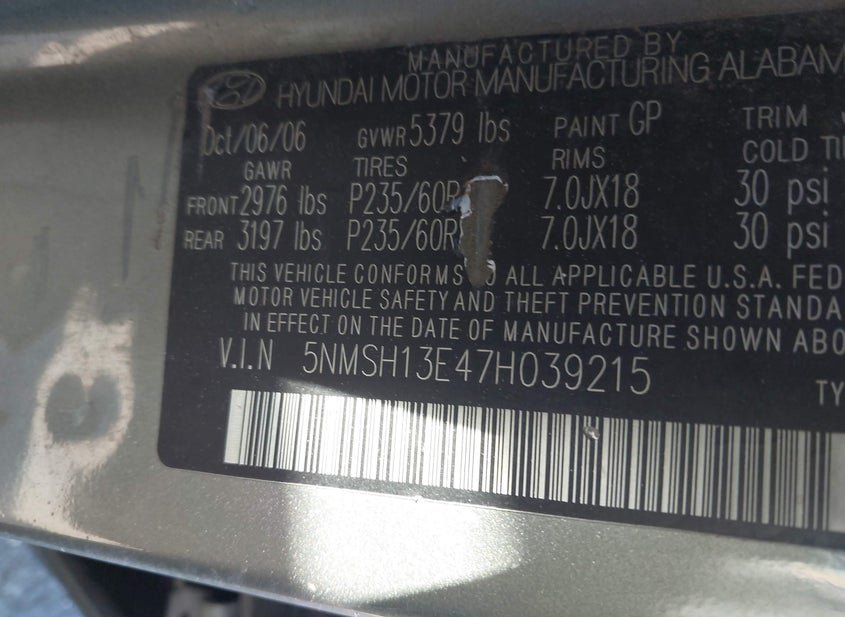 MANUFACTURED BY
HYUNDAI MOTOR MANUFACTURING ALABAM
Oct/06/06 GVWR 5379 lbs PAINT GP TRIM
GAWR TIRES RIMS COLD TI
FRONT 2976 lbs P235/60R 7.0JX18 30 psi
REAR 3197 lbs P235/60R 7.0JX18 30 psi
THIS VEHICLE CONFORMS TO ALL APPLICABLE U.S.A. FED
MOTOR VEHICLE SAFETY AND THEFT PREVENTION STANDA
IN EFFECT ON THE DATE OF MANUFACTURE SHOWN ABO
V.I.N 5NMSH13E47H039215
TY